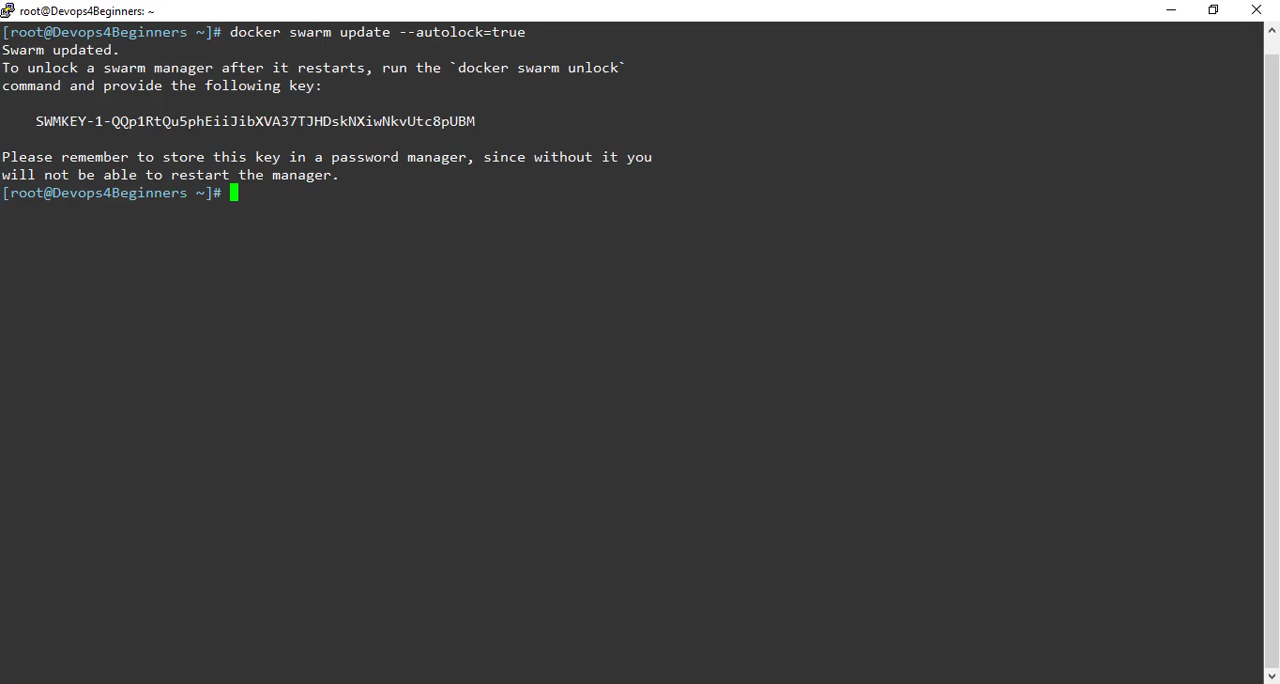 root@Devops4Beginners: ~
[root@Devops4Beginners ~]# docker swarm update --autolock=true
Swarm updated.
To unlock a swarm manager after it restarts, run the `docker swarm unlock`
command and provide the following key:
SWMKEY-1-QQp1RtQu5phEiiJibXVA37TJHDskNXiwNkvUtc8pUBM
Please remember to store this key in a password manager, since without it you
will not be able to restart the manager.
[root@Devops4Beginners ~]#